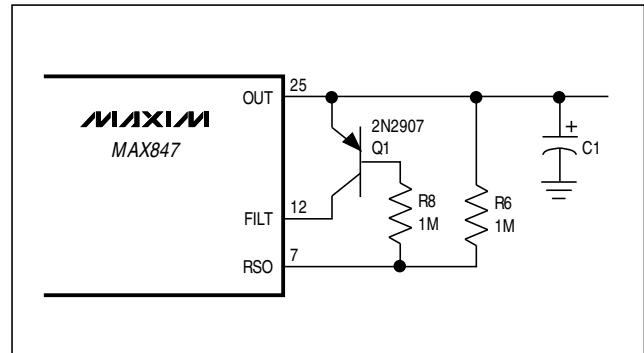 25
OUT
MAXIM
MAX847
2N2907
Q1
+
C1
12
FILT
R8
1M
R6
1M
7
RSO